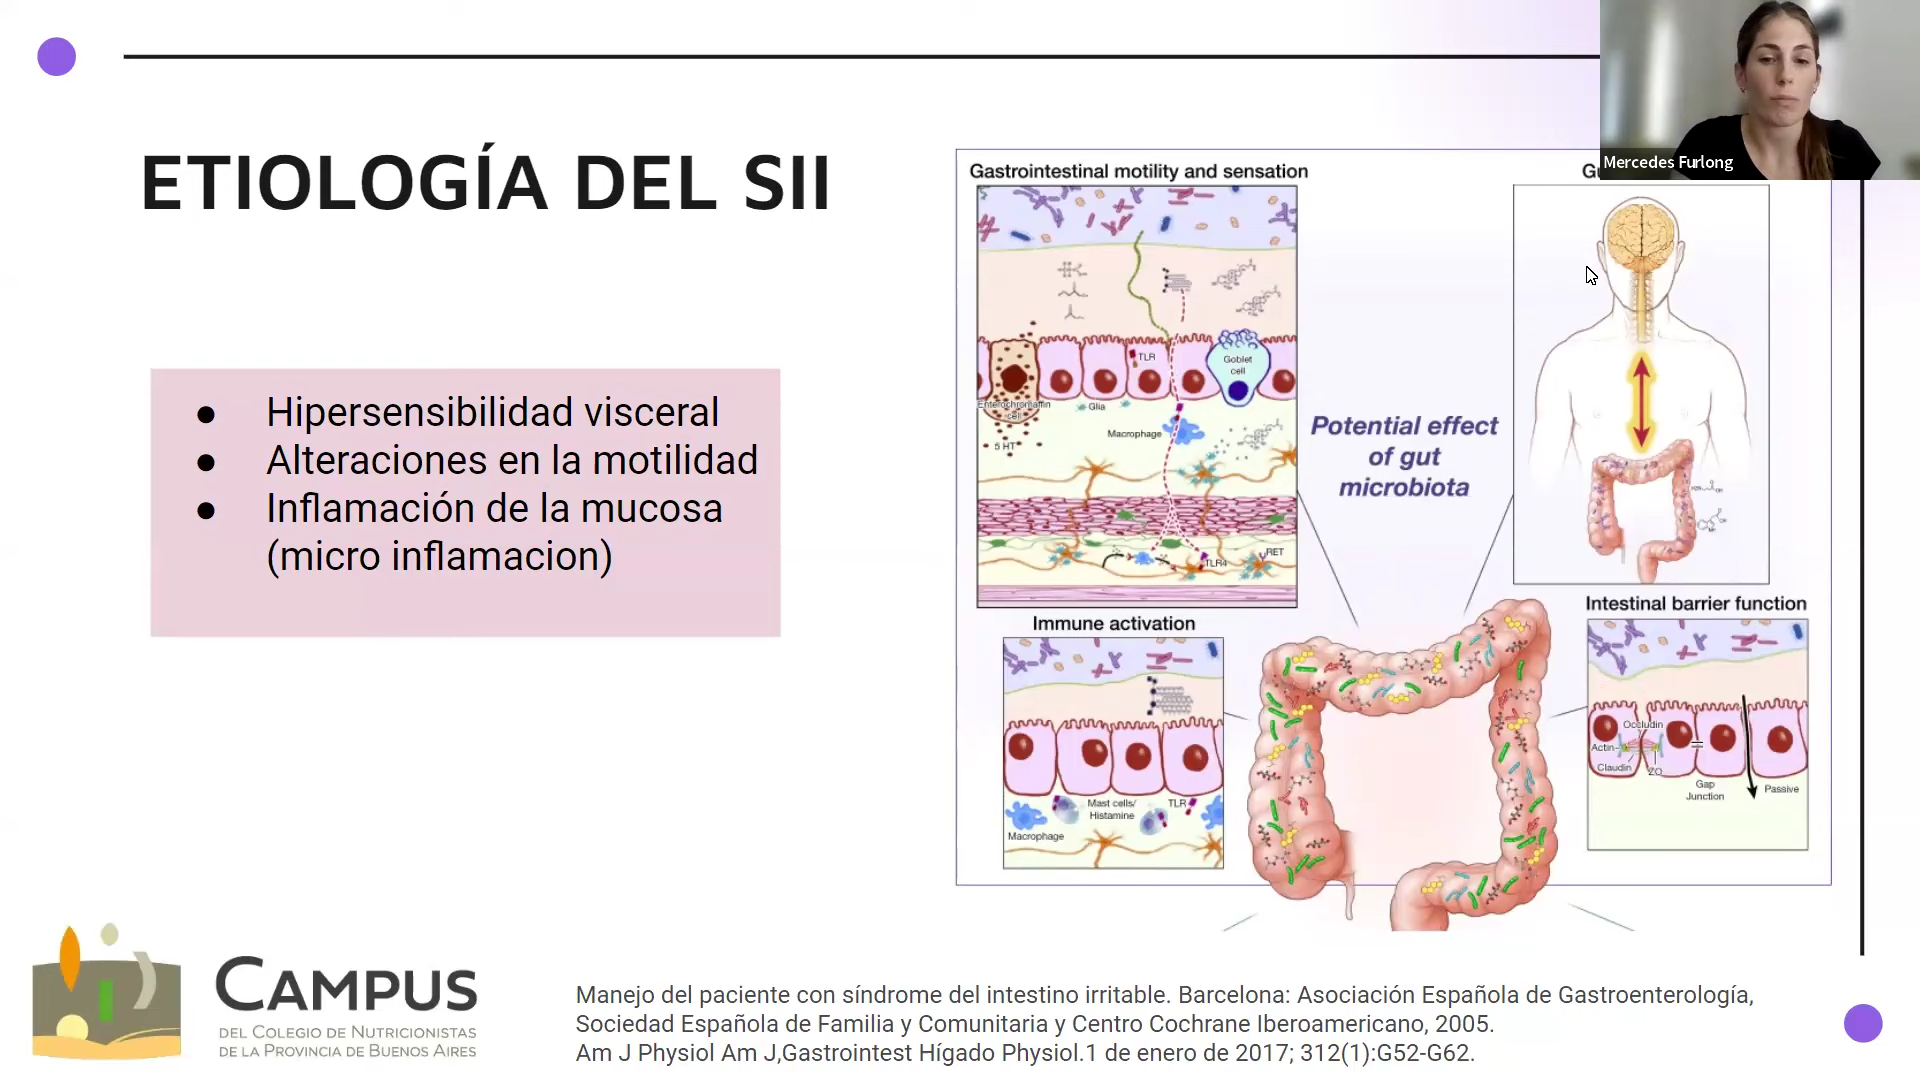 Mercedes Furlong
ETIOLOGÍA DEL SII
● Hipersensibilidad visceral
● Alteraciones en la motilidad
● Inflamación de la mucosa
(micro inflamacion)
Gastrointestinal motility and sensation
TLR
Goblet
cell
Enterochromaffin
cell
Glia
5 HT
Macrophage
RET
TLR4
Potential effect
of gut
microbiota
Immune activation
Mast cells/
Histamine
TLR
Macrophage
Intestinal barrier function
Occludin
Actin
Claudin
ZO
Gap
Junction
Passive
CAMPUS
DEL COLEGIO DE NUTRICIONISTAS
DE LA PROVINCIA DE BUENOS AIRES
Manejo del paciente con síndrome del intestino irritable. Barcelona: Asociación Española de Gastroenterología,
Sociedad Española de Familia y Comunitaria y Centro Cochrane Iberoamericano, 2005.
Am J Physiol Am J,Gastrointest Hígado Physiol.1 de enero de 2017; 312(1):G52-G62.